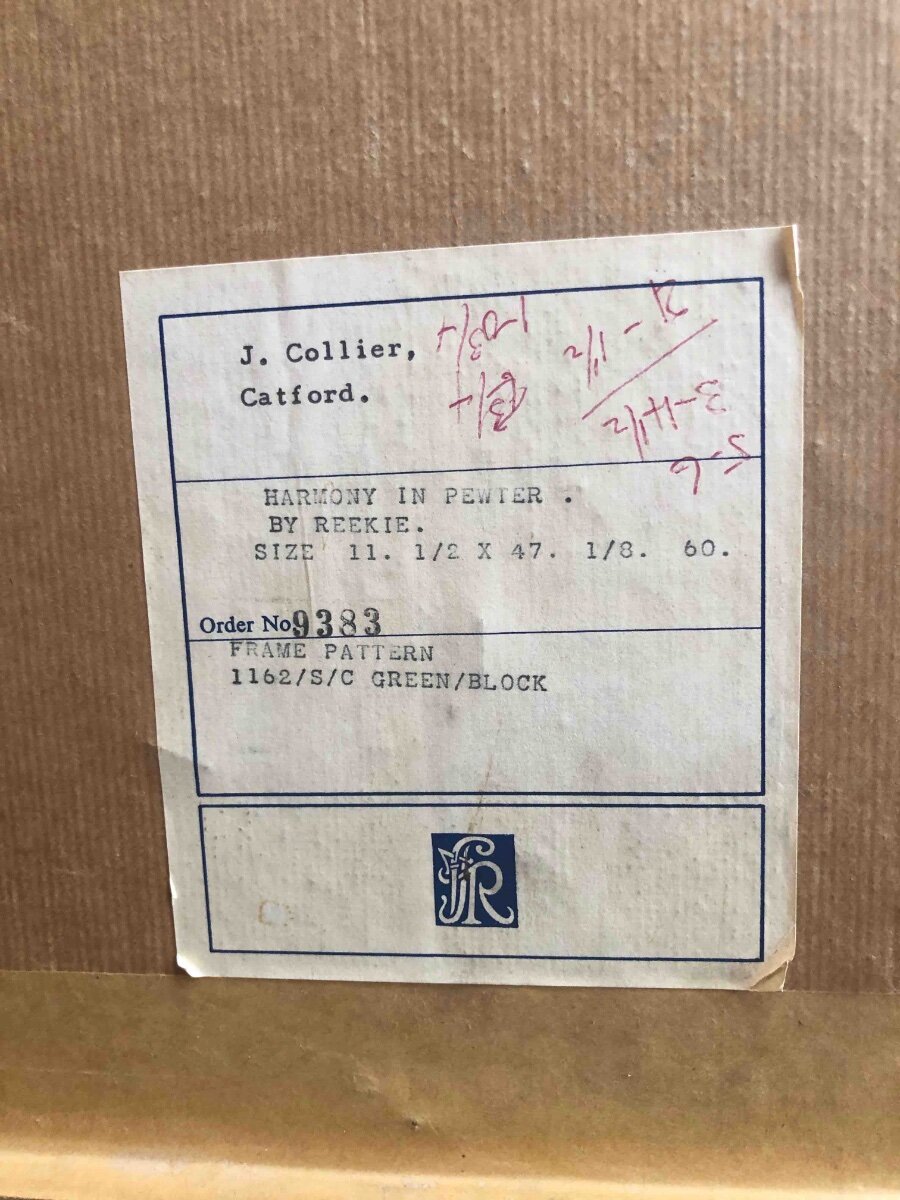 J. Collier,
Catford.
HARMONY IN PEWTER .
BY REEKIE.
SIZE 11. 1/2 X 47. 1/8. 60.
Order No 9383
FRAME PATTERN
1162/S/C GREEN/BLOCK